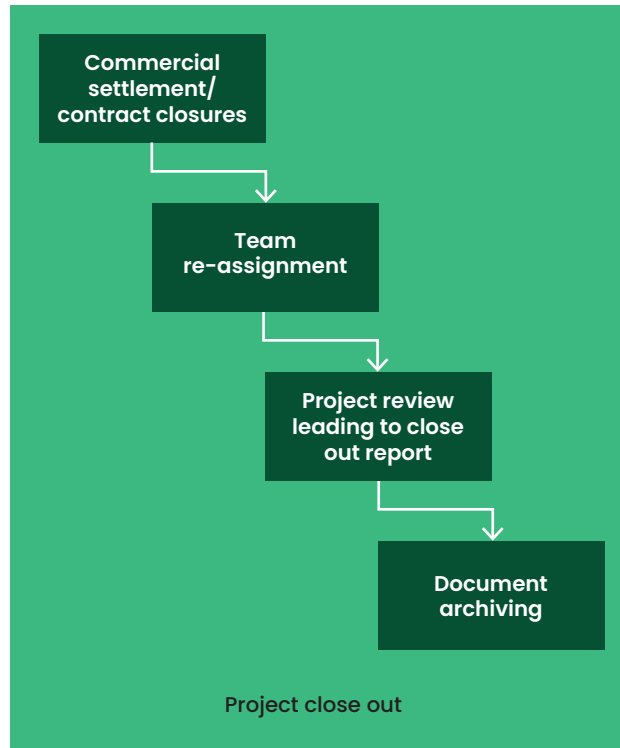 Commercial
settlement/
contract closures
Team
re-assignment
Project review
leading to close
out report
Document
archiving
Project close out